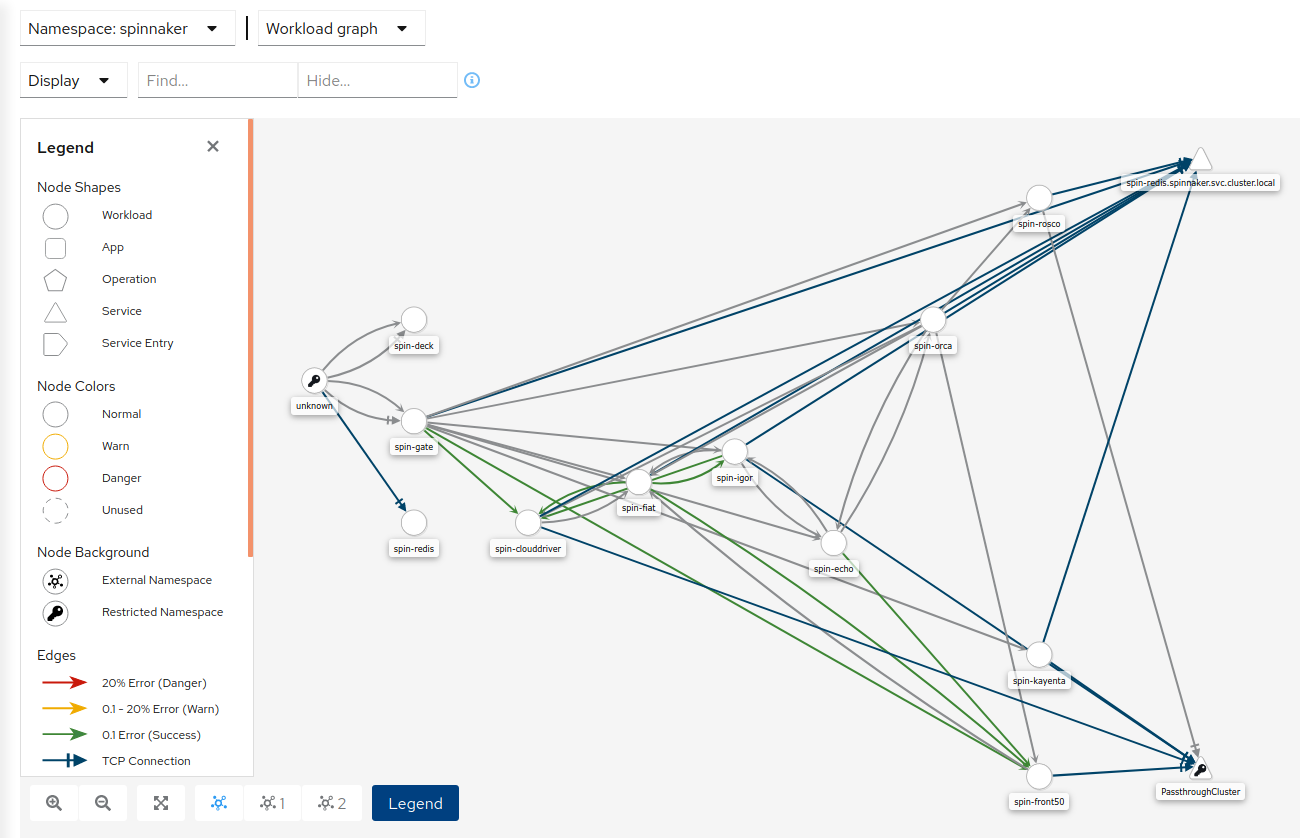 Namespace: spinnaker
Workload graph
Display
Find...
Hide...
Legend
Node Shapes
Workload
App
Operation
Service
Service Entry
Node Colors
Normal
Warn
Danger
Unused
Node Background
External Namespace
Restricted Namespace
Edges
20% Error (Danger)
0.1 - 20% Error (Warn)
0.1 Error (Success)
TCP Connection
spin-redis.spinnaker.svc.cluster.local
spin-rosco
spin-deck
spin-orca
unknown
spin-gate
spin-igor
spin-fiat
spin-redis
spin-clouddriver
spin-echo
spin-kayenta
PassthroughCluster
spin-front50
1
2
Legend